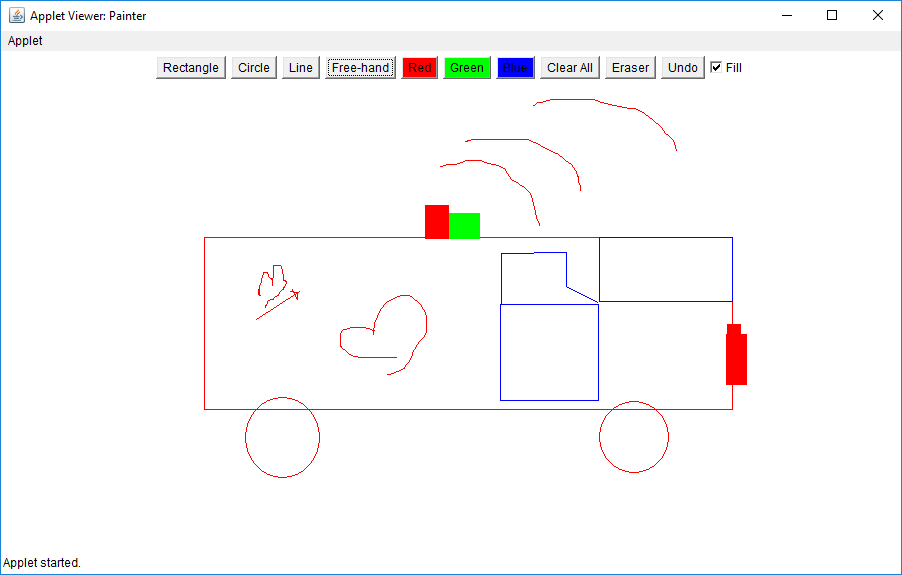 Applet Viewer: Painter
Applet
Rectangle Circle Line Free-hand Red Green Blue Clear All Eraser Undo Fill
Applet started.